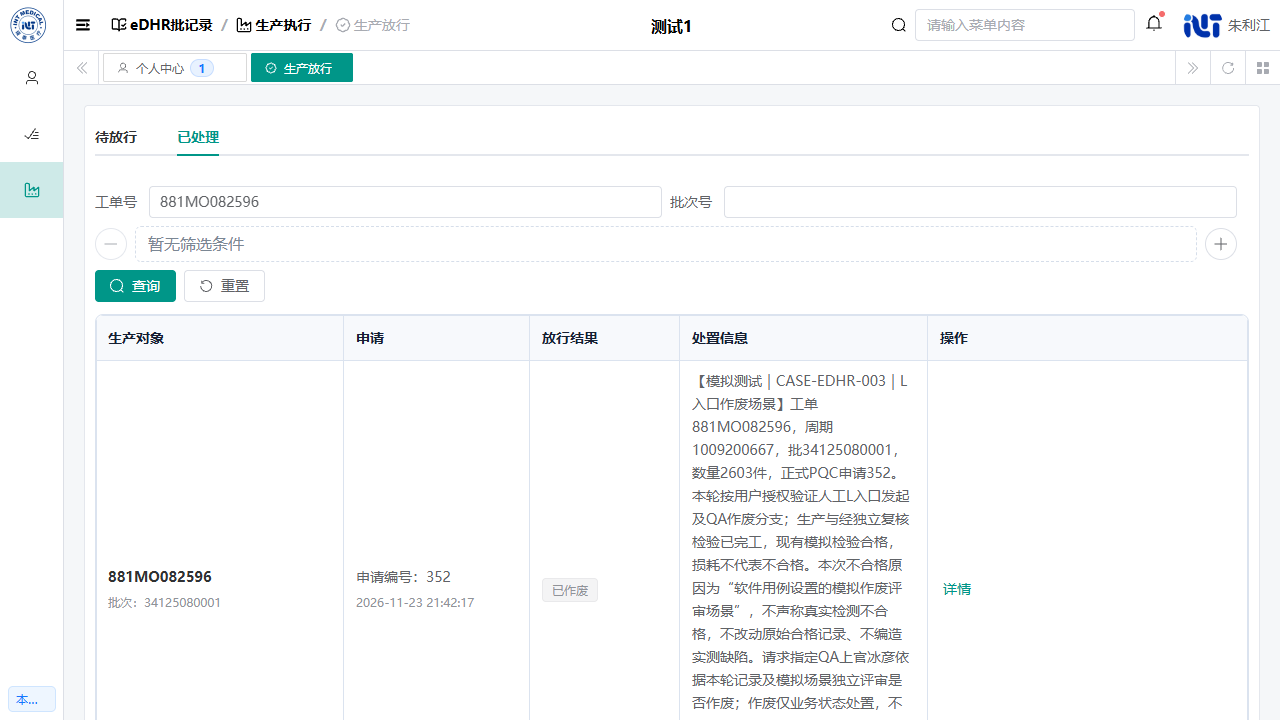 eDHR批记录 / 生产执行 / 生产放行
测试1
请输入菜单内容
朱利江
个人中心 1
生产放行
待放行
已处理
工单号 881MO082596
批次号
暂无筛选条件
查询
重置
生产对象 申请 放行结果 处置信息 操作
881MO082596
批次：34125080001
申请编号：352
2026-11-23 21:42:17
已作废
【模拟测试｜CASE-EDHR-003｜L
入口作废场景】工单
881MO082596，周期
1009200667，批34125080001，
数量2603件，正式PQC申请352。
本轮按用户授权验证人工L入口发起
及QA作废分支；生产与经独立复核
检验已完工，现有模拟检验合格，
损耗不代表不合格。本次不合格原
因为“软件用例设置的模拟作废评
审场景”，不声称真实检测不合
格，不改动原始合格记录、不编造
实测缺陷。请求指定QA上官冰彦依
据本轮记录及模拟场景独立评审是
否作废；作废仅业务状态处置，不
详情
本...